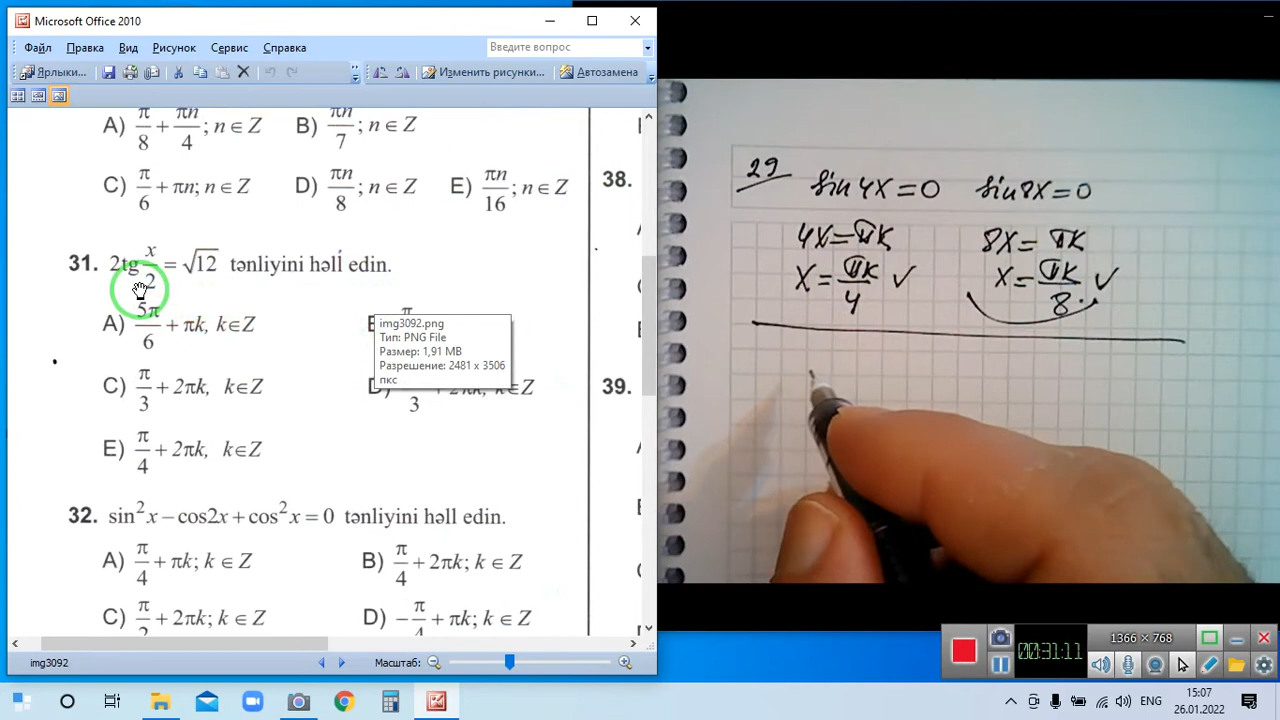 Microsoft Office 2010
Файл Правка Вид Рисунок Сервис Справка
Введите вопрос
Ярлыки...
Изменить рисунки...
Автозамена
A) π/8 + πn/4; n∈Z B) πn/7; n∈Z
C) π/6 + πn; n∈Z D) πn/8; n∈Z E) πn/16; n∈Z
31. 2tg x/2 = √12 tənliyini həll edin.
A) 5π/6 + πk, k∈Z
C) π/3 + 2πk, k∈Z
E) π/4 + 2πk, k∈Z
img3092.png
Тип: PNG File
Размер: 1,91 MB
Разрешение: 2481 x 3506
пкс
32. sin²x − cos2x + cos²x = 0 tənliyini həll edin.
A) π/4 + πk; k∈Z B) π/4 + 2πk; k∈Z
C) + 2πk; k∈Z D) − + πk; k∈Z
38.
39.
img3092
Масштаб:
29
sin4x=0 sin8x=0
4x=πk 8x=πk
x=πk/4 ✓ x=πk/8 ✓
00:31:11
1366 × 768
ENG
15:07
26.01.2022